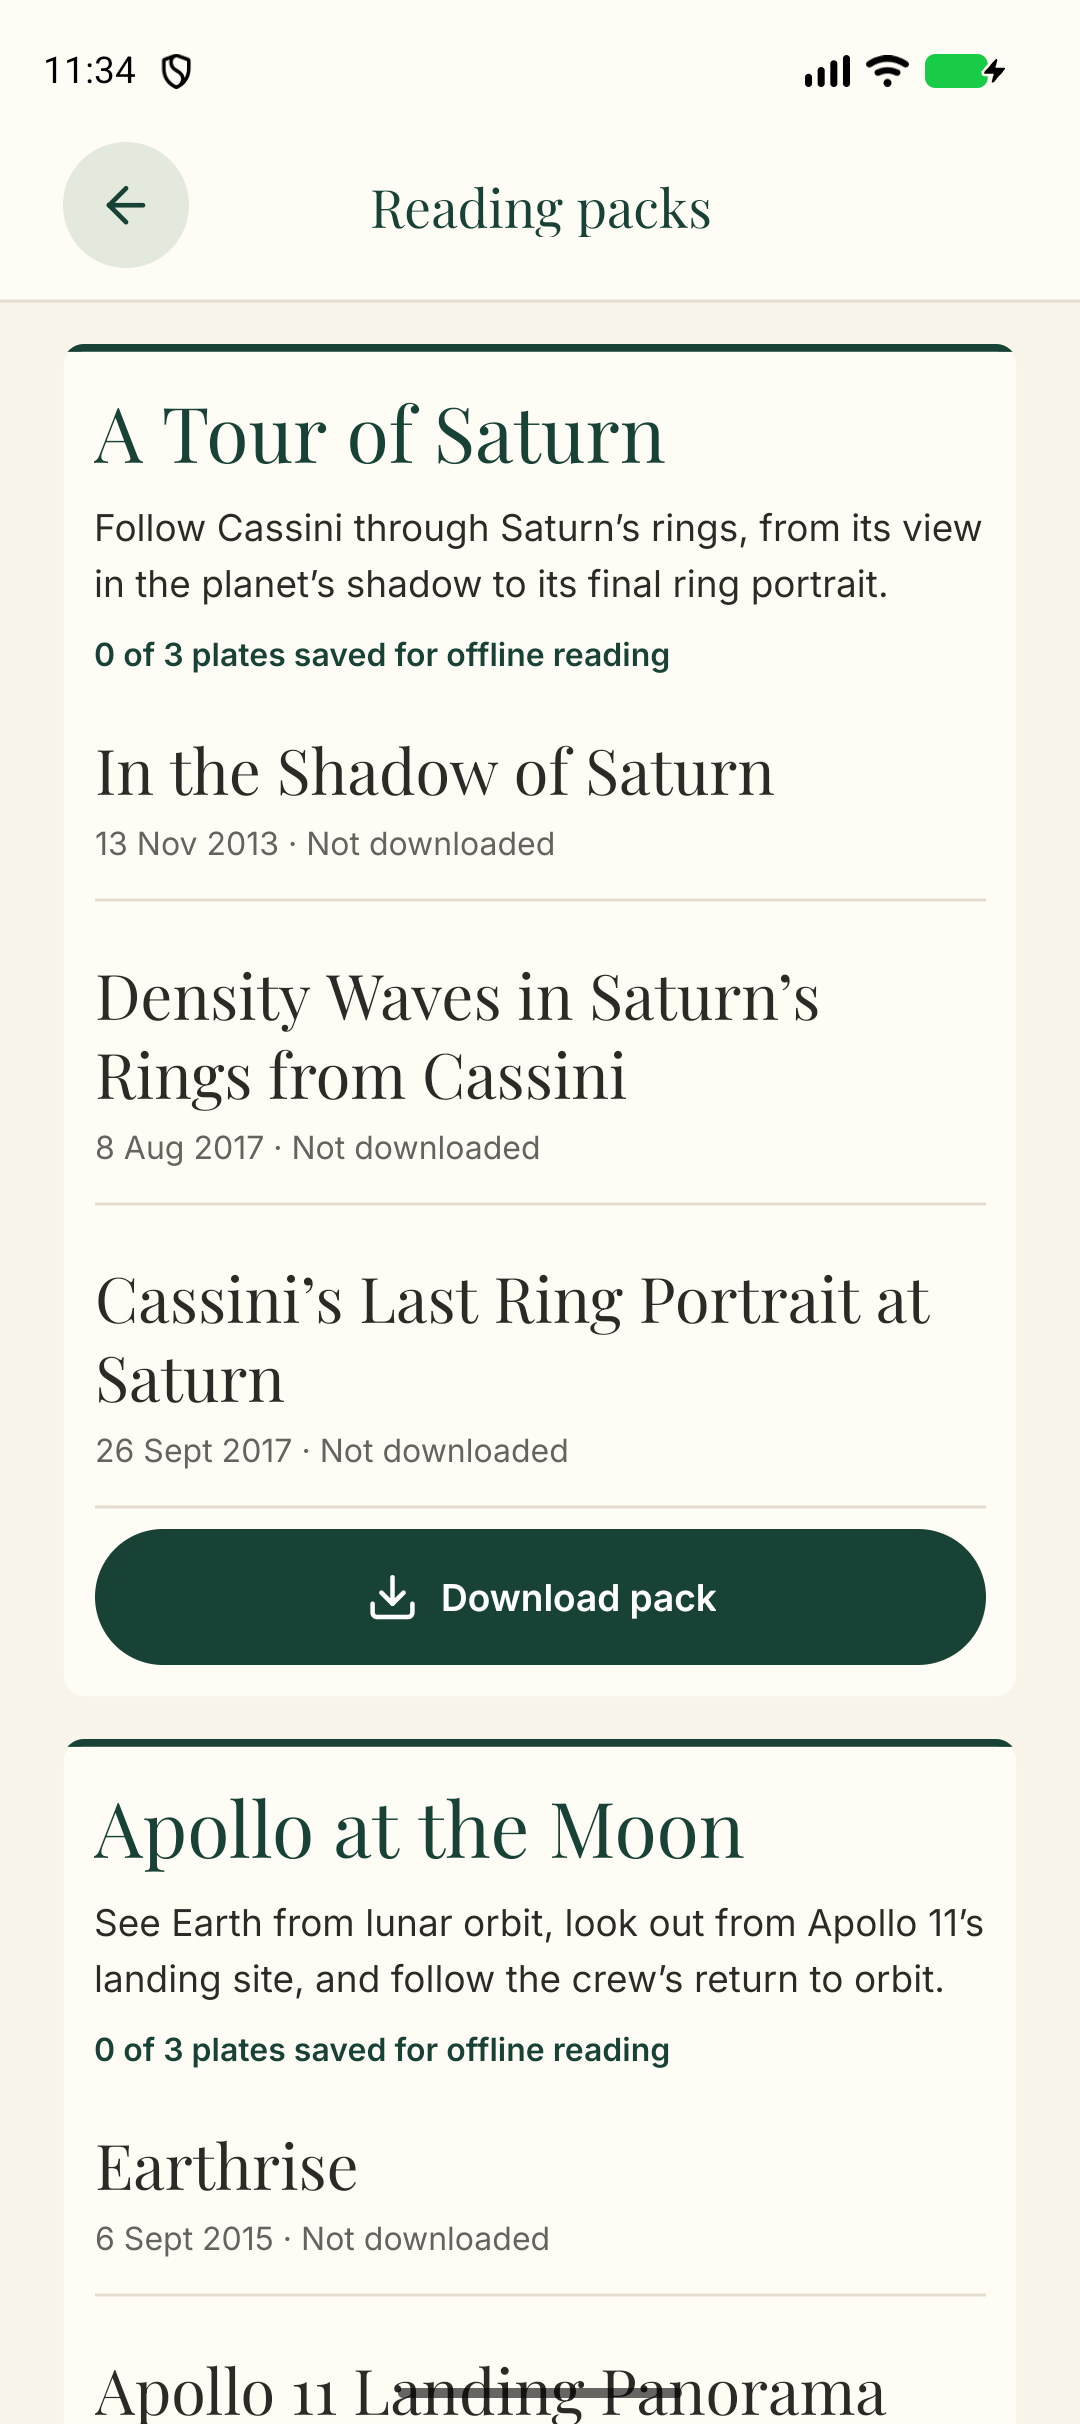 11:34
Reading packs
A Tour of Saturn
Follow Cassini through Saturn’s rings, from its view
in the planet’s shadow to its final ring portrait.
0 of 3 plates saved for offline reading
In the Shadow of Saturn
13 Nov 2013 · Not downloaded
Density Waves in Saturn’s
Rings from Cassini
8 Aug 2017 · Not downloaded
Cassini’s Last Ring Portrait at
Saturn
26 Sept 2017 · Not downloaded
Download pack
Apollo at the Moon
See Earth from lunar orbit, look out from Apollo 11’s
landing site, and follow the crew’s return to orbit.
0 of 3 plates saved for offline reading
Earthrise
6 Sept 2015 · Not downloaded
Apollo 11 Landing Panorama